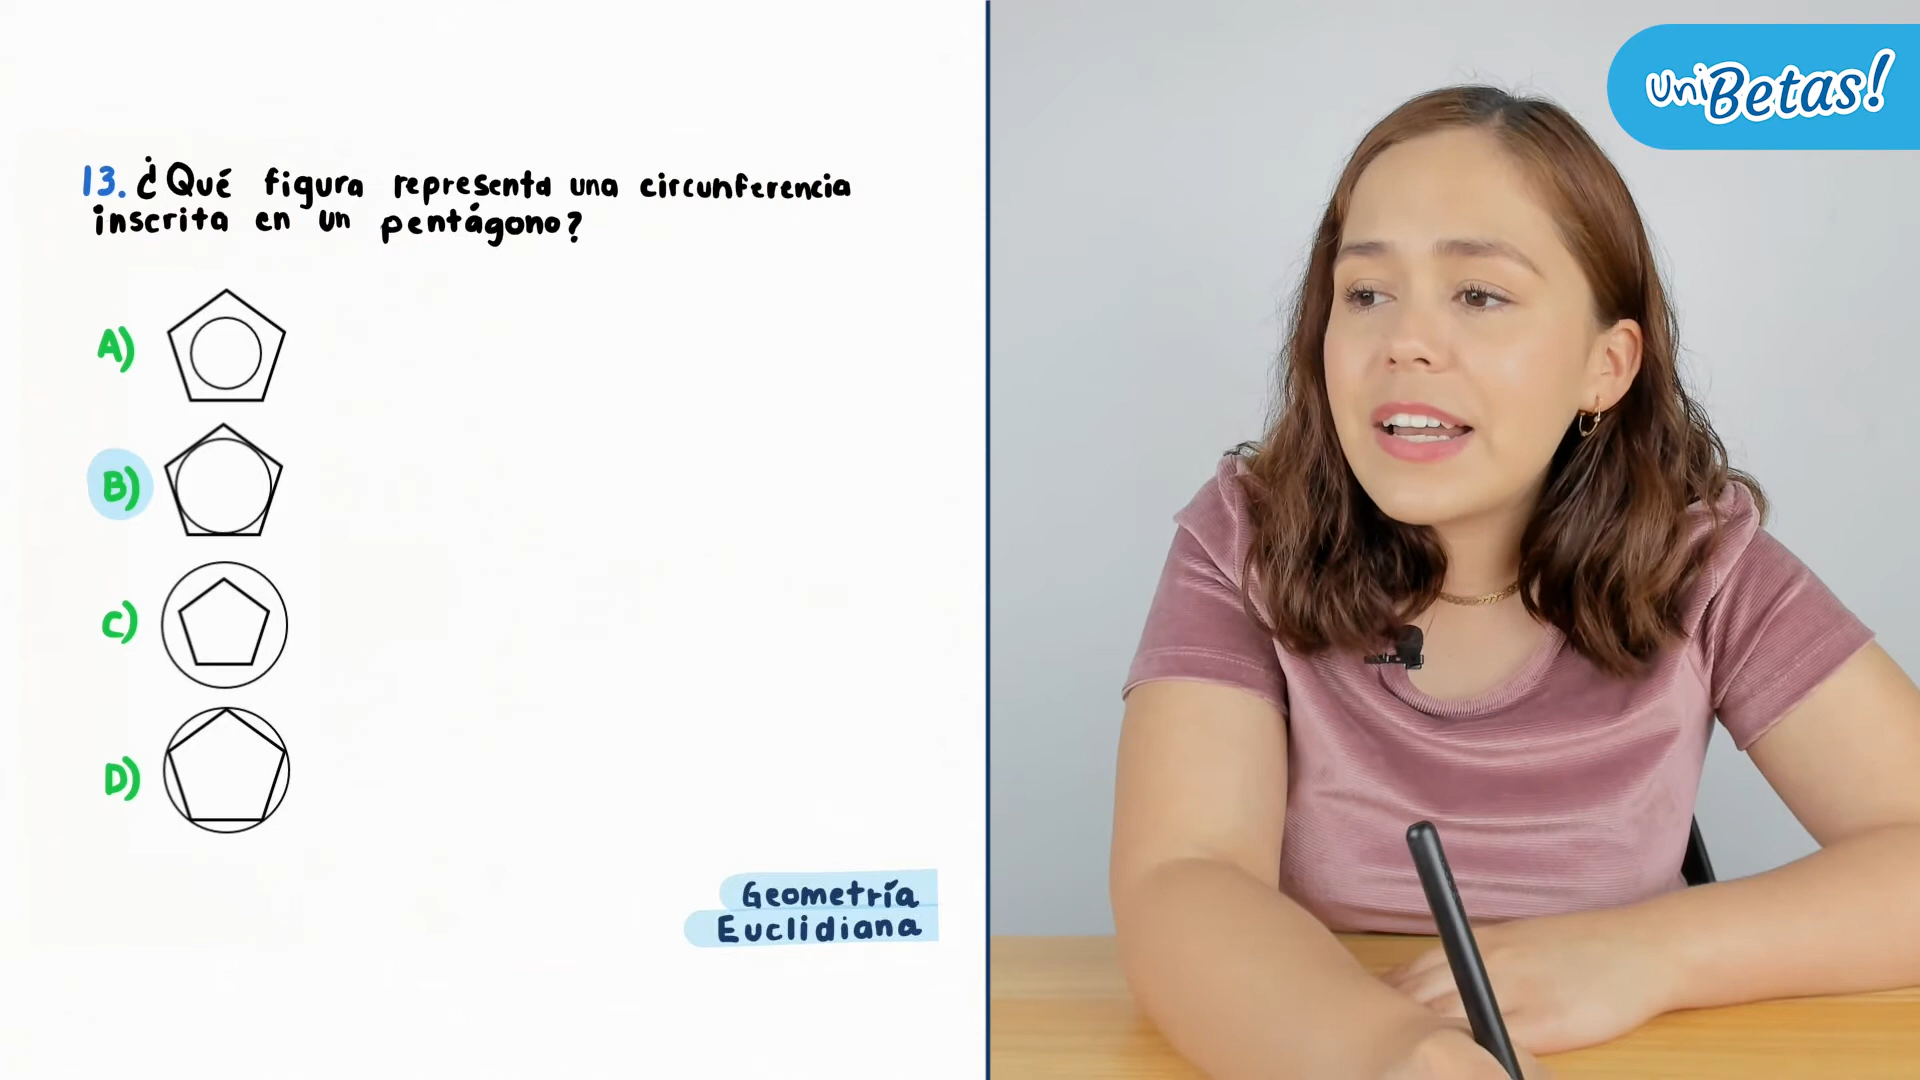 uniBetas!
13. ¿Qué figura representa una circunferencia
inscrita en un pentágono?
A)
B)
C)
D)
Geometría
Euclidiana